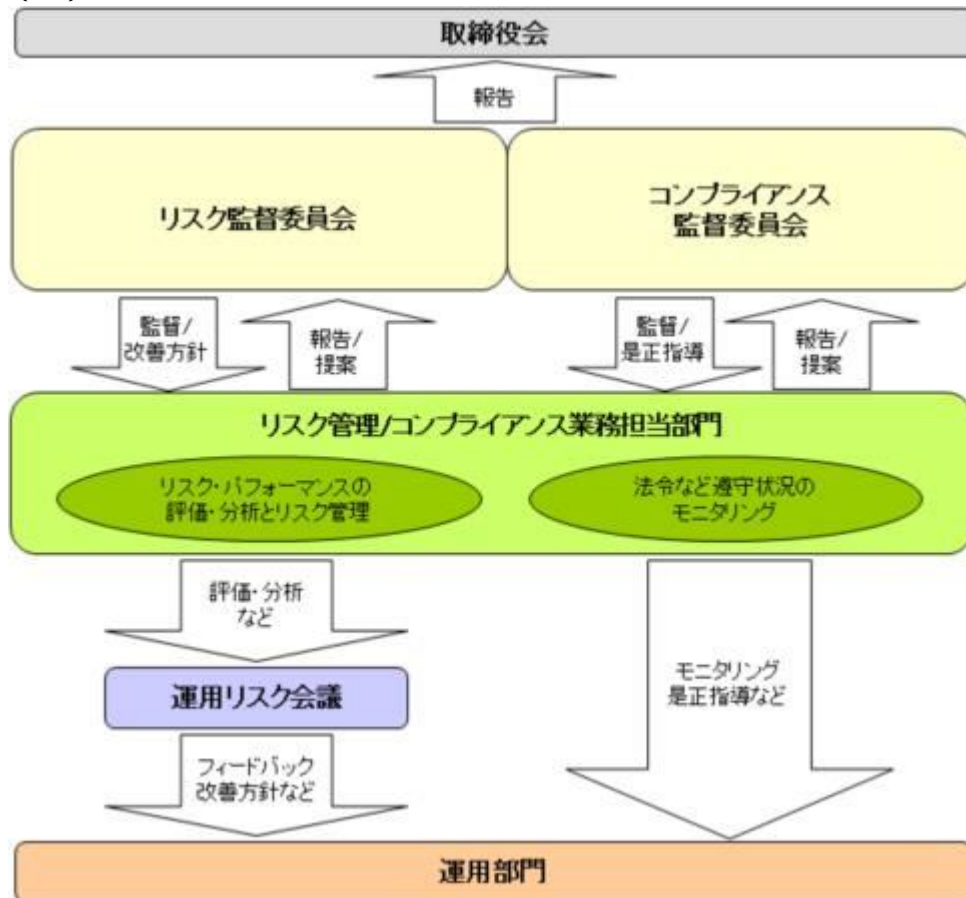 取締役会
報告
リスク監督委員会
コンプライアンス
監督委員会
監督/
改善方針
報告/
提案
監督/
是正指導
報告/
提案
リスク管理/コンプライアンス業務担当部門
リスク・パフォーマンスの
評価・分析とリスク管理
法令など遵守状況の
モニタリング
評価・分析
など
運用リスク会議
フィードバック
改善方針など
モニタリング
是正指導など
運用部門